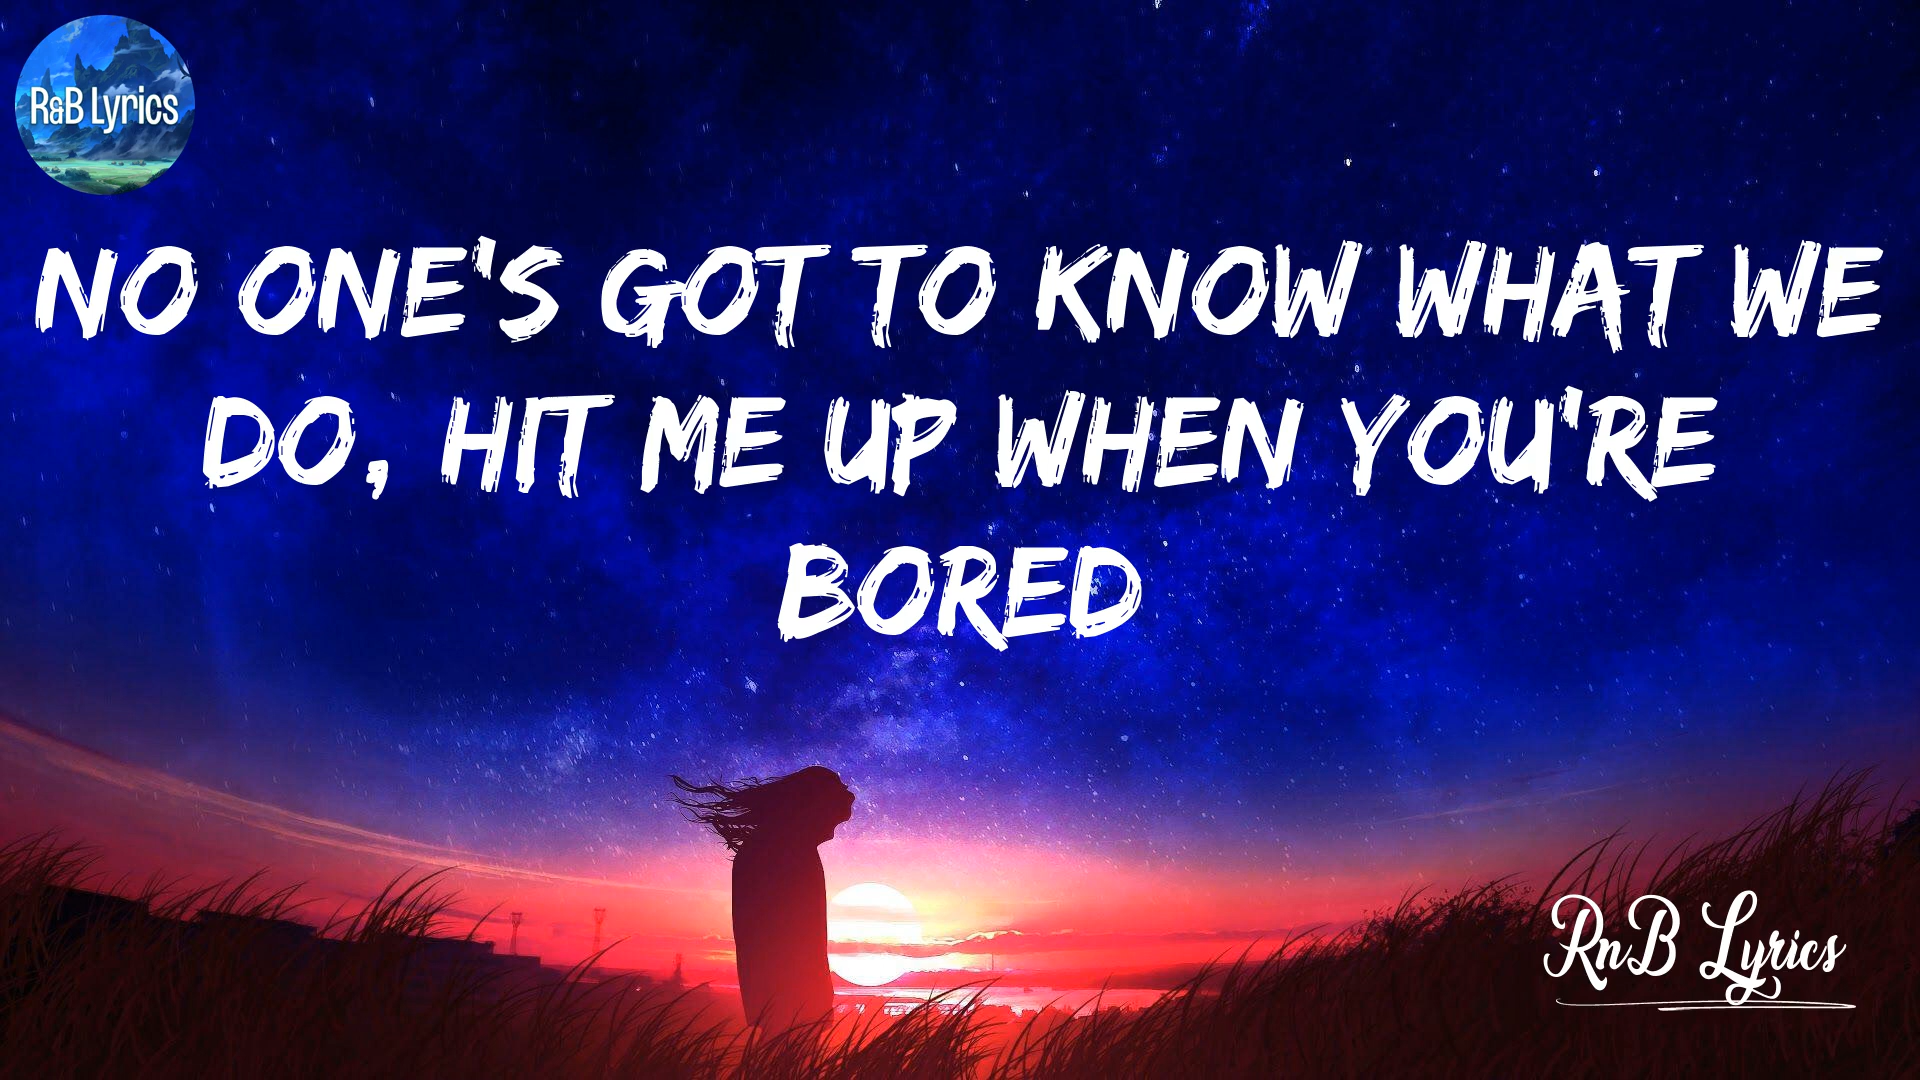 R&B Lyrics
NO ONE'S GOT TO KNOW WHAT WE
DO, HIT ME UP WHEN YOU'RE
BORED
RnB Lyrics